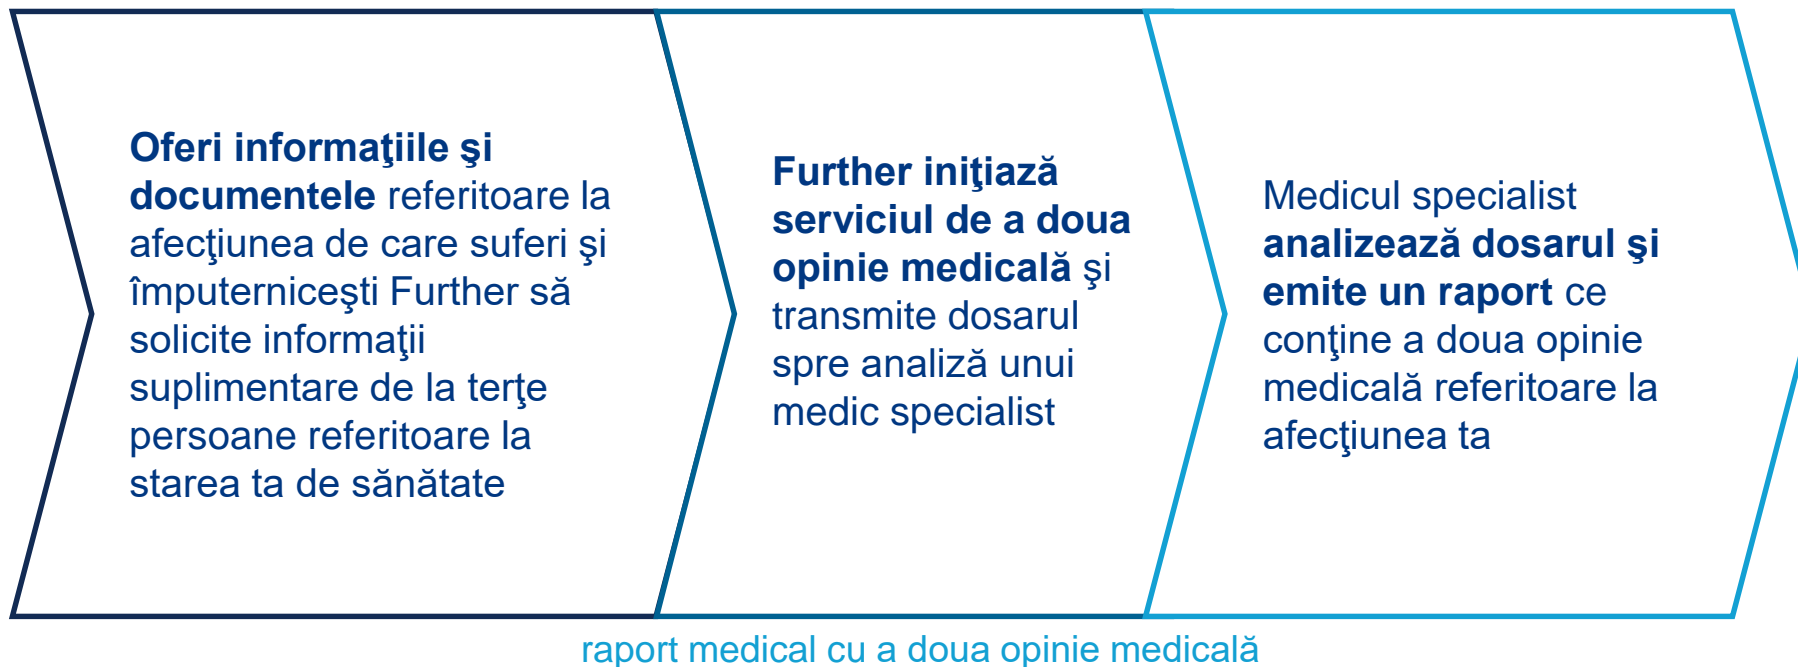 Oferi informaţiile şi
documentele referitoare la
afecţiunea de care suferi şi
împuterniceşti Further să
solicite informaţii
suplimentare de la terţe
persoane referitoare la
starea ta de sănătate
Further iniţiază
serviciul de a doua
opinie medicală şi
transmite dosarul
spre analiză unui
medic specialist
Medicul specialist
analizează dosarul şi
emite un raport ce
conţine a doua opinie
medicală referitoare la
afecţiunea ta
raport medical cu a doua opinie medicală